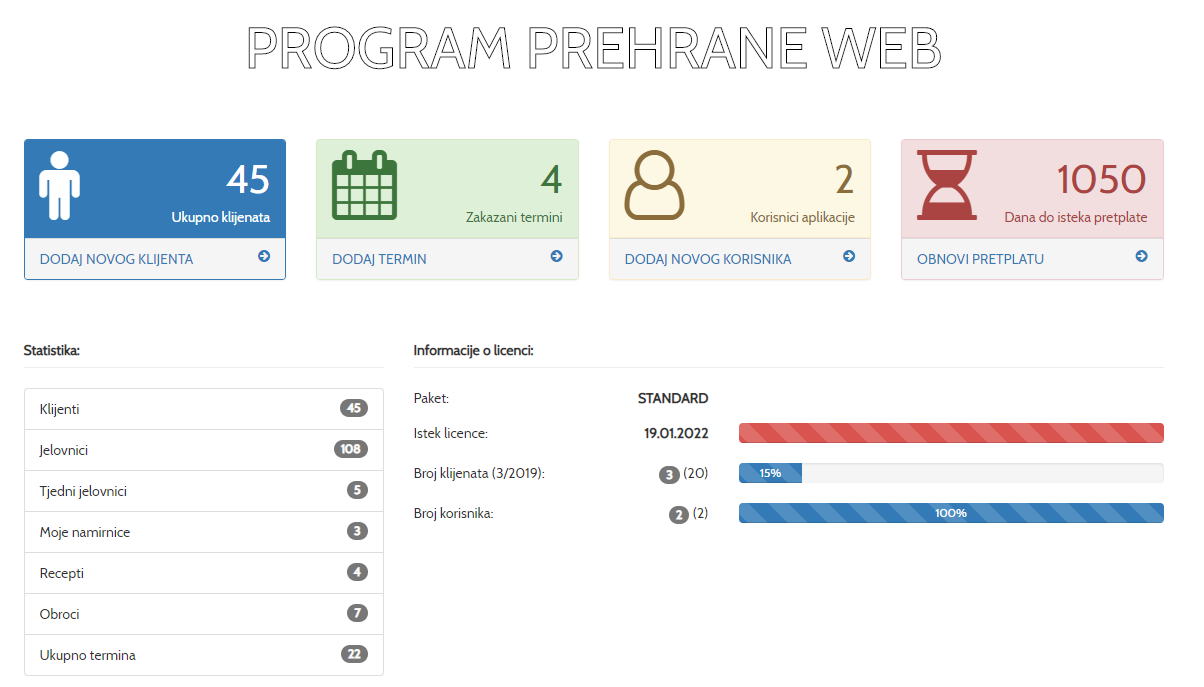 PROGRAM PREHRANE WEB
45
Ukupno klijenata
DODAJ NOVOG KLIJENTA
4
Zakazani termini
DODAJ TERMIN
2
Korisnici aplikacije
DODAJ NOVOG KORISNIKA
1050
Dana do isteka pretplate
OBNOVI PRETPLATU
Statistika:
Klijenti 45
Jelovnici 108
Tjedni jelovnici 5
Moje namirnice 3
Recepti 4
Obroci 7
Ukupno termina 22
Informacije o licenci:
Paket: STANDARD
Istek licence: 19.01.2022
Broj klijenata (3/2019): 3 (20) 15%
Broj korisnika: 2 (2) 100%